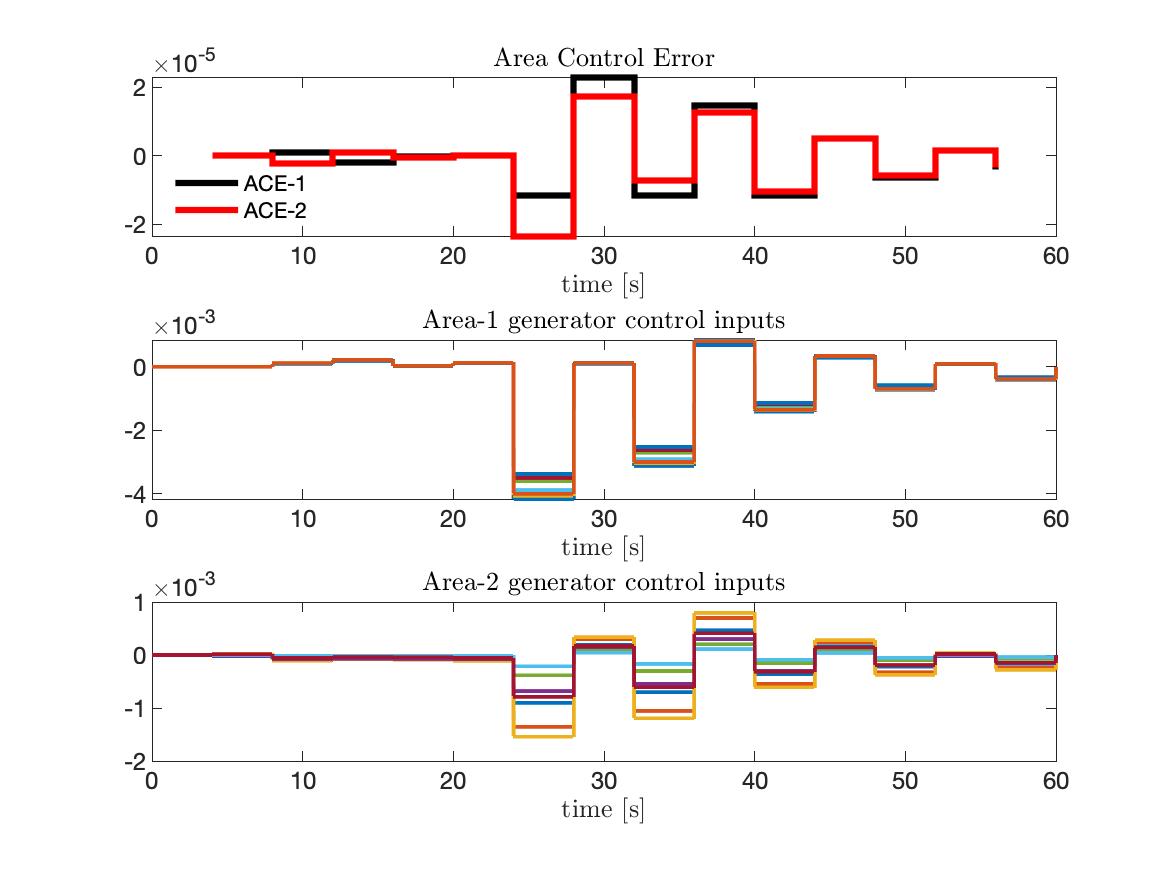 ×10⁻⁵
Area Control Error
2
0
-2
ACE-1
ACE-2
0 10 20 30 40 50 60
time [s]
×10⁻³
Area-1 generator control inputs
0
-2
-4
0 10 20 30 40 50 60
time [s]
×10⁻³
Area-2 generator control inputs
1
0
-1
-2
0 10 20 30 40 50 60
time [s]